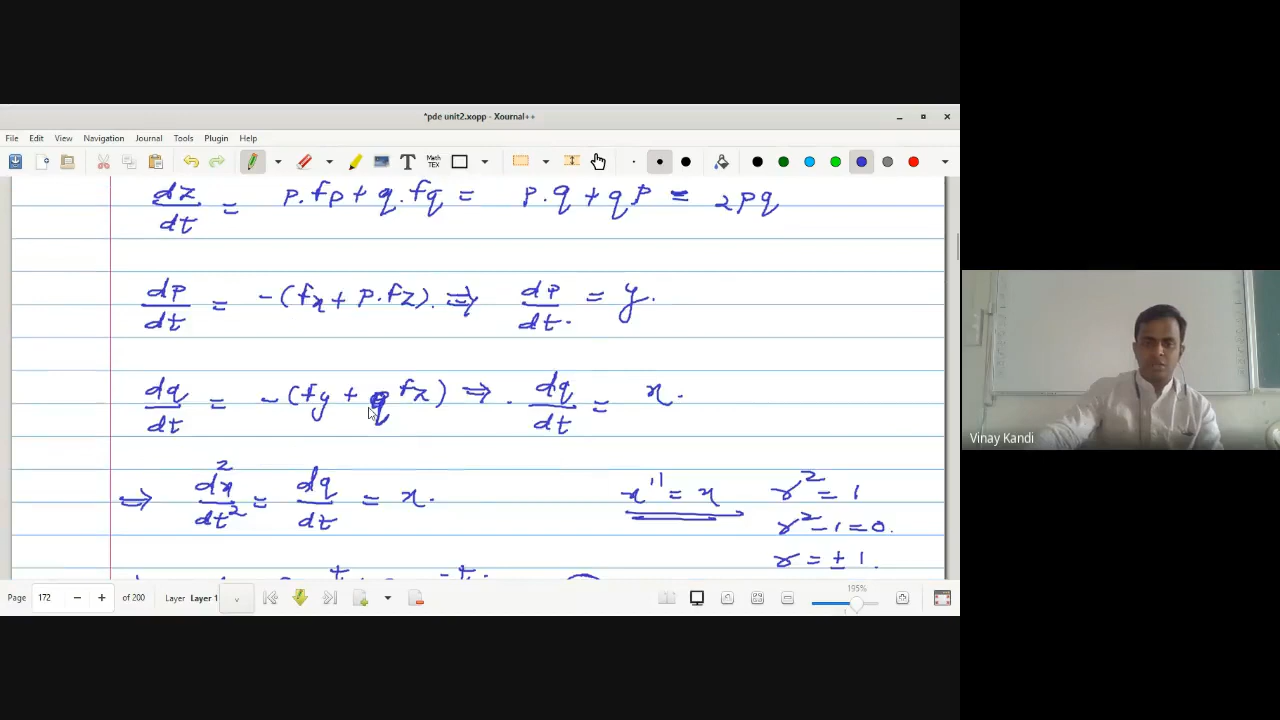 *pde unit2.xopp - Xournal++
File Edit View Navigation Journal Tools Plugin Help
dz/dt = p.fp + q.fq = p.q + qp = 2pq
dp/dt = -(fx + p.fz). ⇒ dp/dt. = y.
dq/dt = -(fy + q fz) ⇒ . dq/dt = x.
⇒ d²x/dt² = dq/dt = x. x'' = x r² = 1
r² - 1 = 0.
r = ± 1.
Vinay Kandi
Page 172 of 200 Layer Layer 1 195%